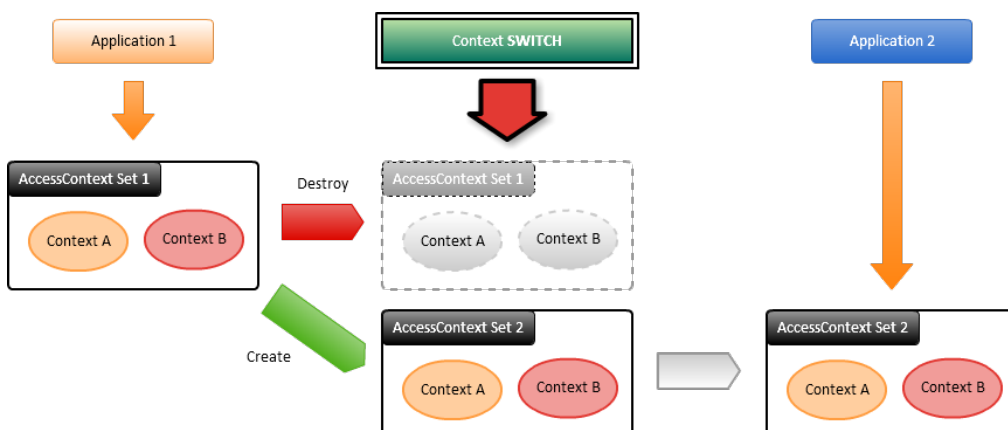 Application 1
Context SWITCH
Application 2
AccessContext Set 1
Context A
Context B
Destroy
AccessContext Set 1
Context A
Context B
Create
AccessContext Set 2
Context A
Context B
AccessContext Set 2
Context A
Context B